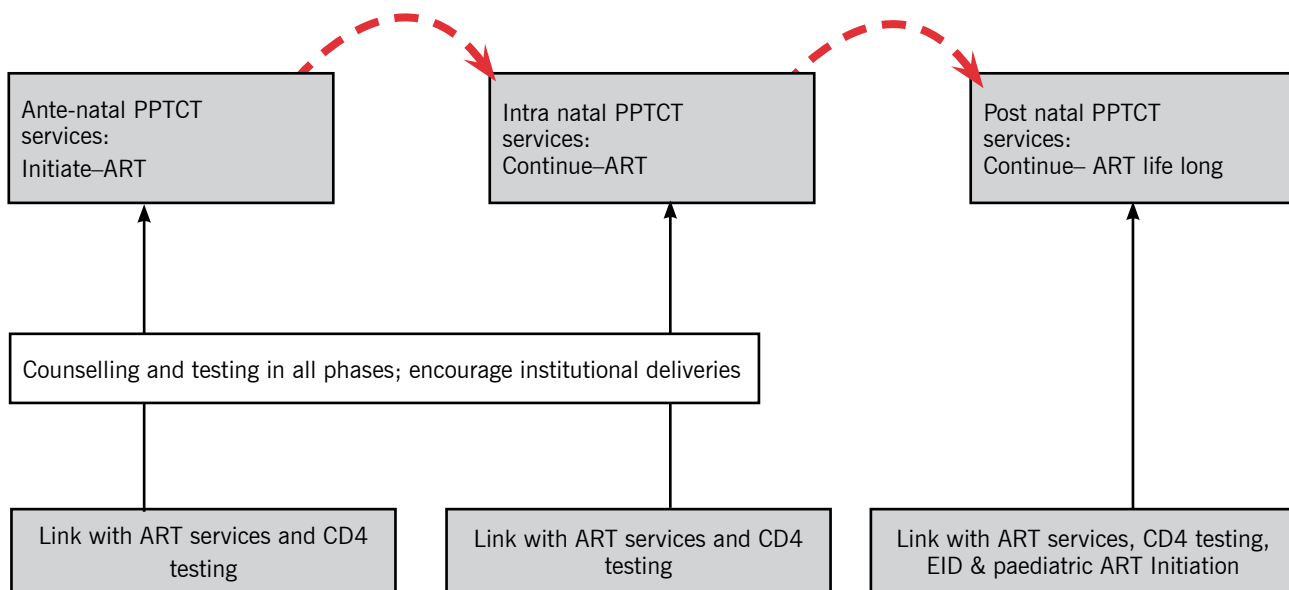 Ante-natal PPTCT
services:
Initiate–ART
Intra natal PPTCT
services:
Continue–ART
Post natal PPTCT
services:
Continue– ART life long
Counselling and testing in all phases; encourage institutional deliveries
Link with ART services and CD4
testing
Link with ART services and CD4
testing
Link with ART services, CD4 testing,
EID & paediatric ART Initiation